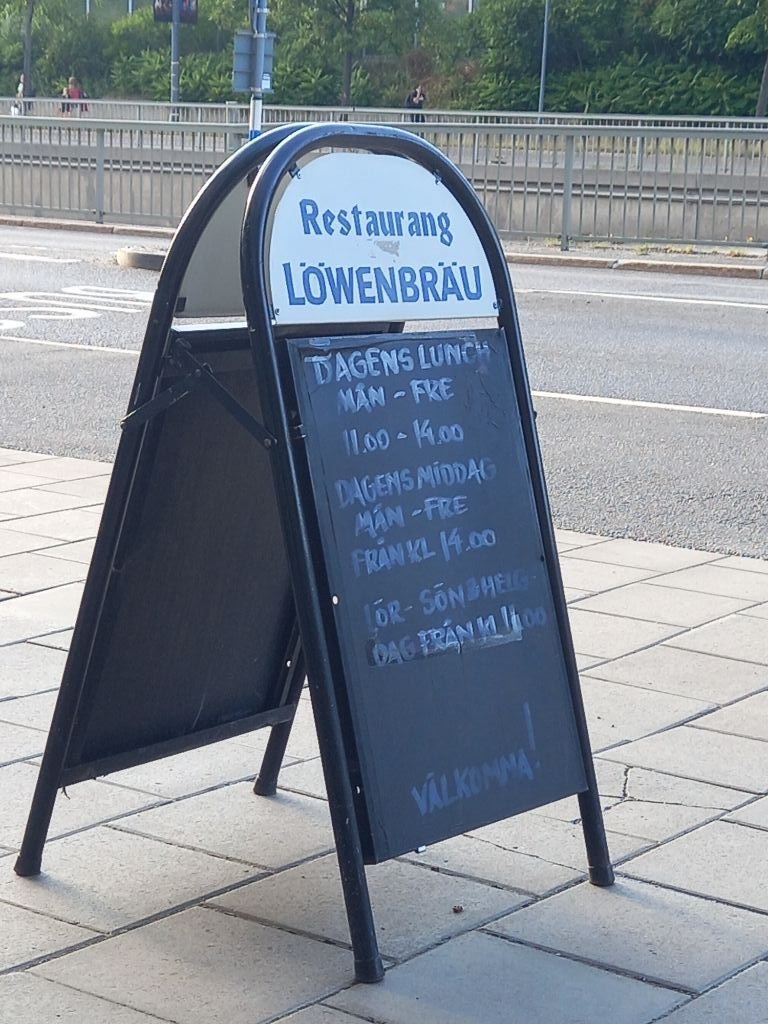 Restaurang
LÖWENBRÄU
DAGENS LUNCH
MÅN - FRE
11.00 - 14.00
DAGENS MIDDAG
MÅN - FRE
FRÅN KL 14.00
LÖR - SÖN & HELG-
DAG FRÅN KL 11.00
VÄLKOMNA!